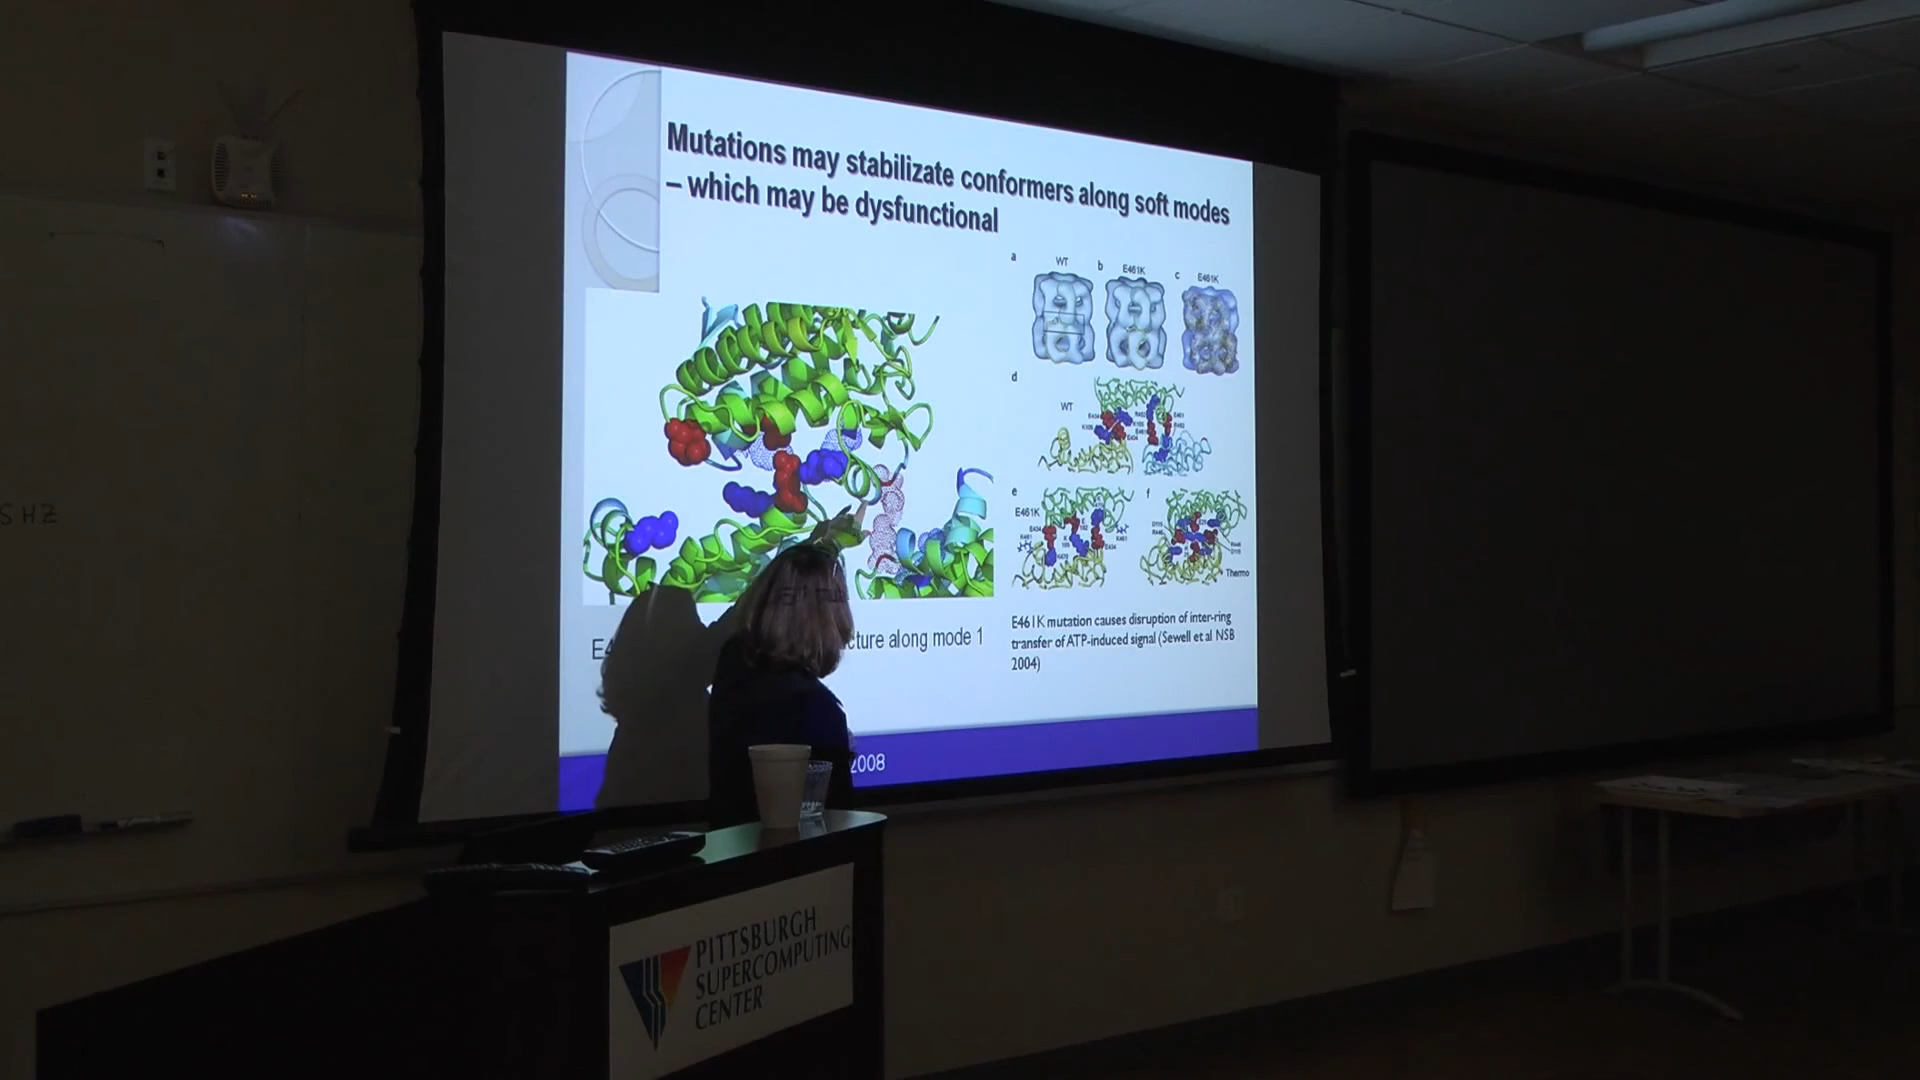 Mutations may stabilizate conformers along soft modes
– which may be dysfunctional
a
WT
b
E461K
c
E461K
d
WT
e
E461K
f
Thermo
E4
cture along mode 1
E461K mutation causes disruption of inter-ring
transfer of ATP-induced signal (Sewell et al NSB
2004)
2008
SHZ
PITTSBURGH
SUPERCOMPUTING
CENTER